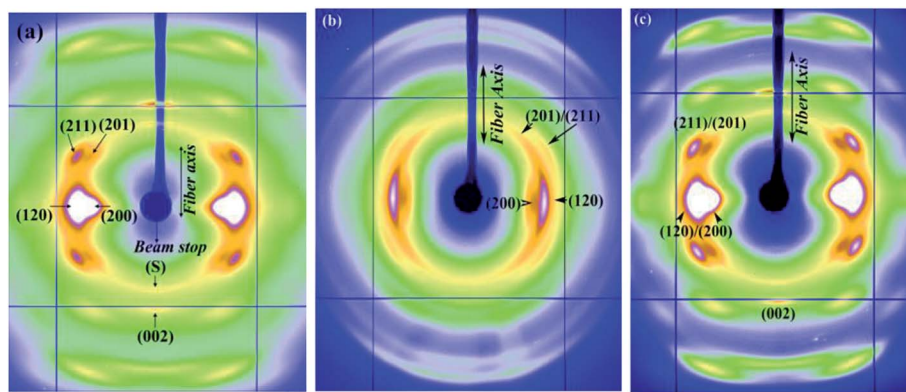 (a)
(211) (201)
Fiber axis
(120) (200)
Beam stop
(S)
(002)
(b)
Fiber Axis
(201)/(211)
(200) (120)
(c)
Fiber Axis
(211)/(201)
(120)/(200)
(002)